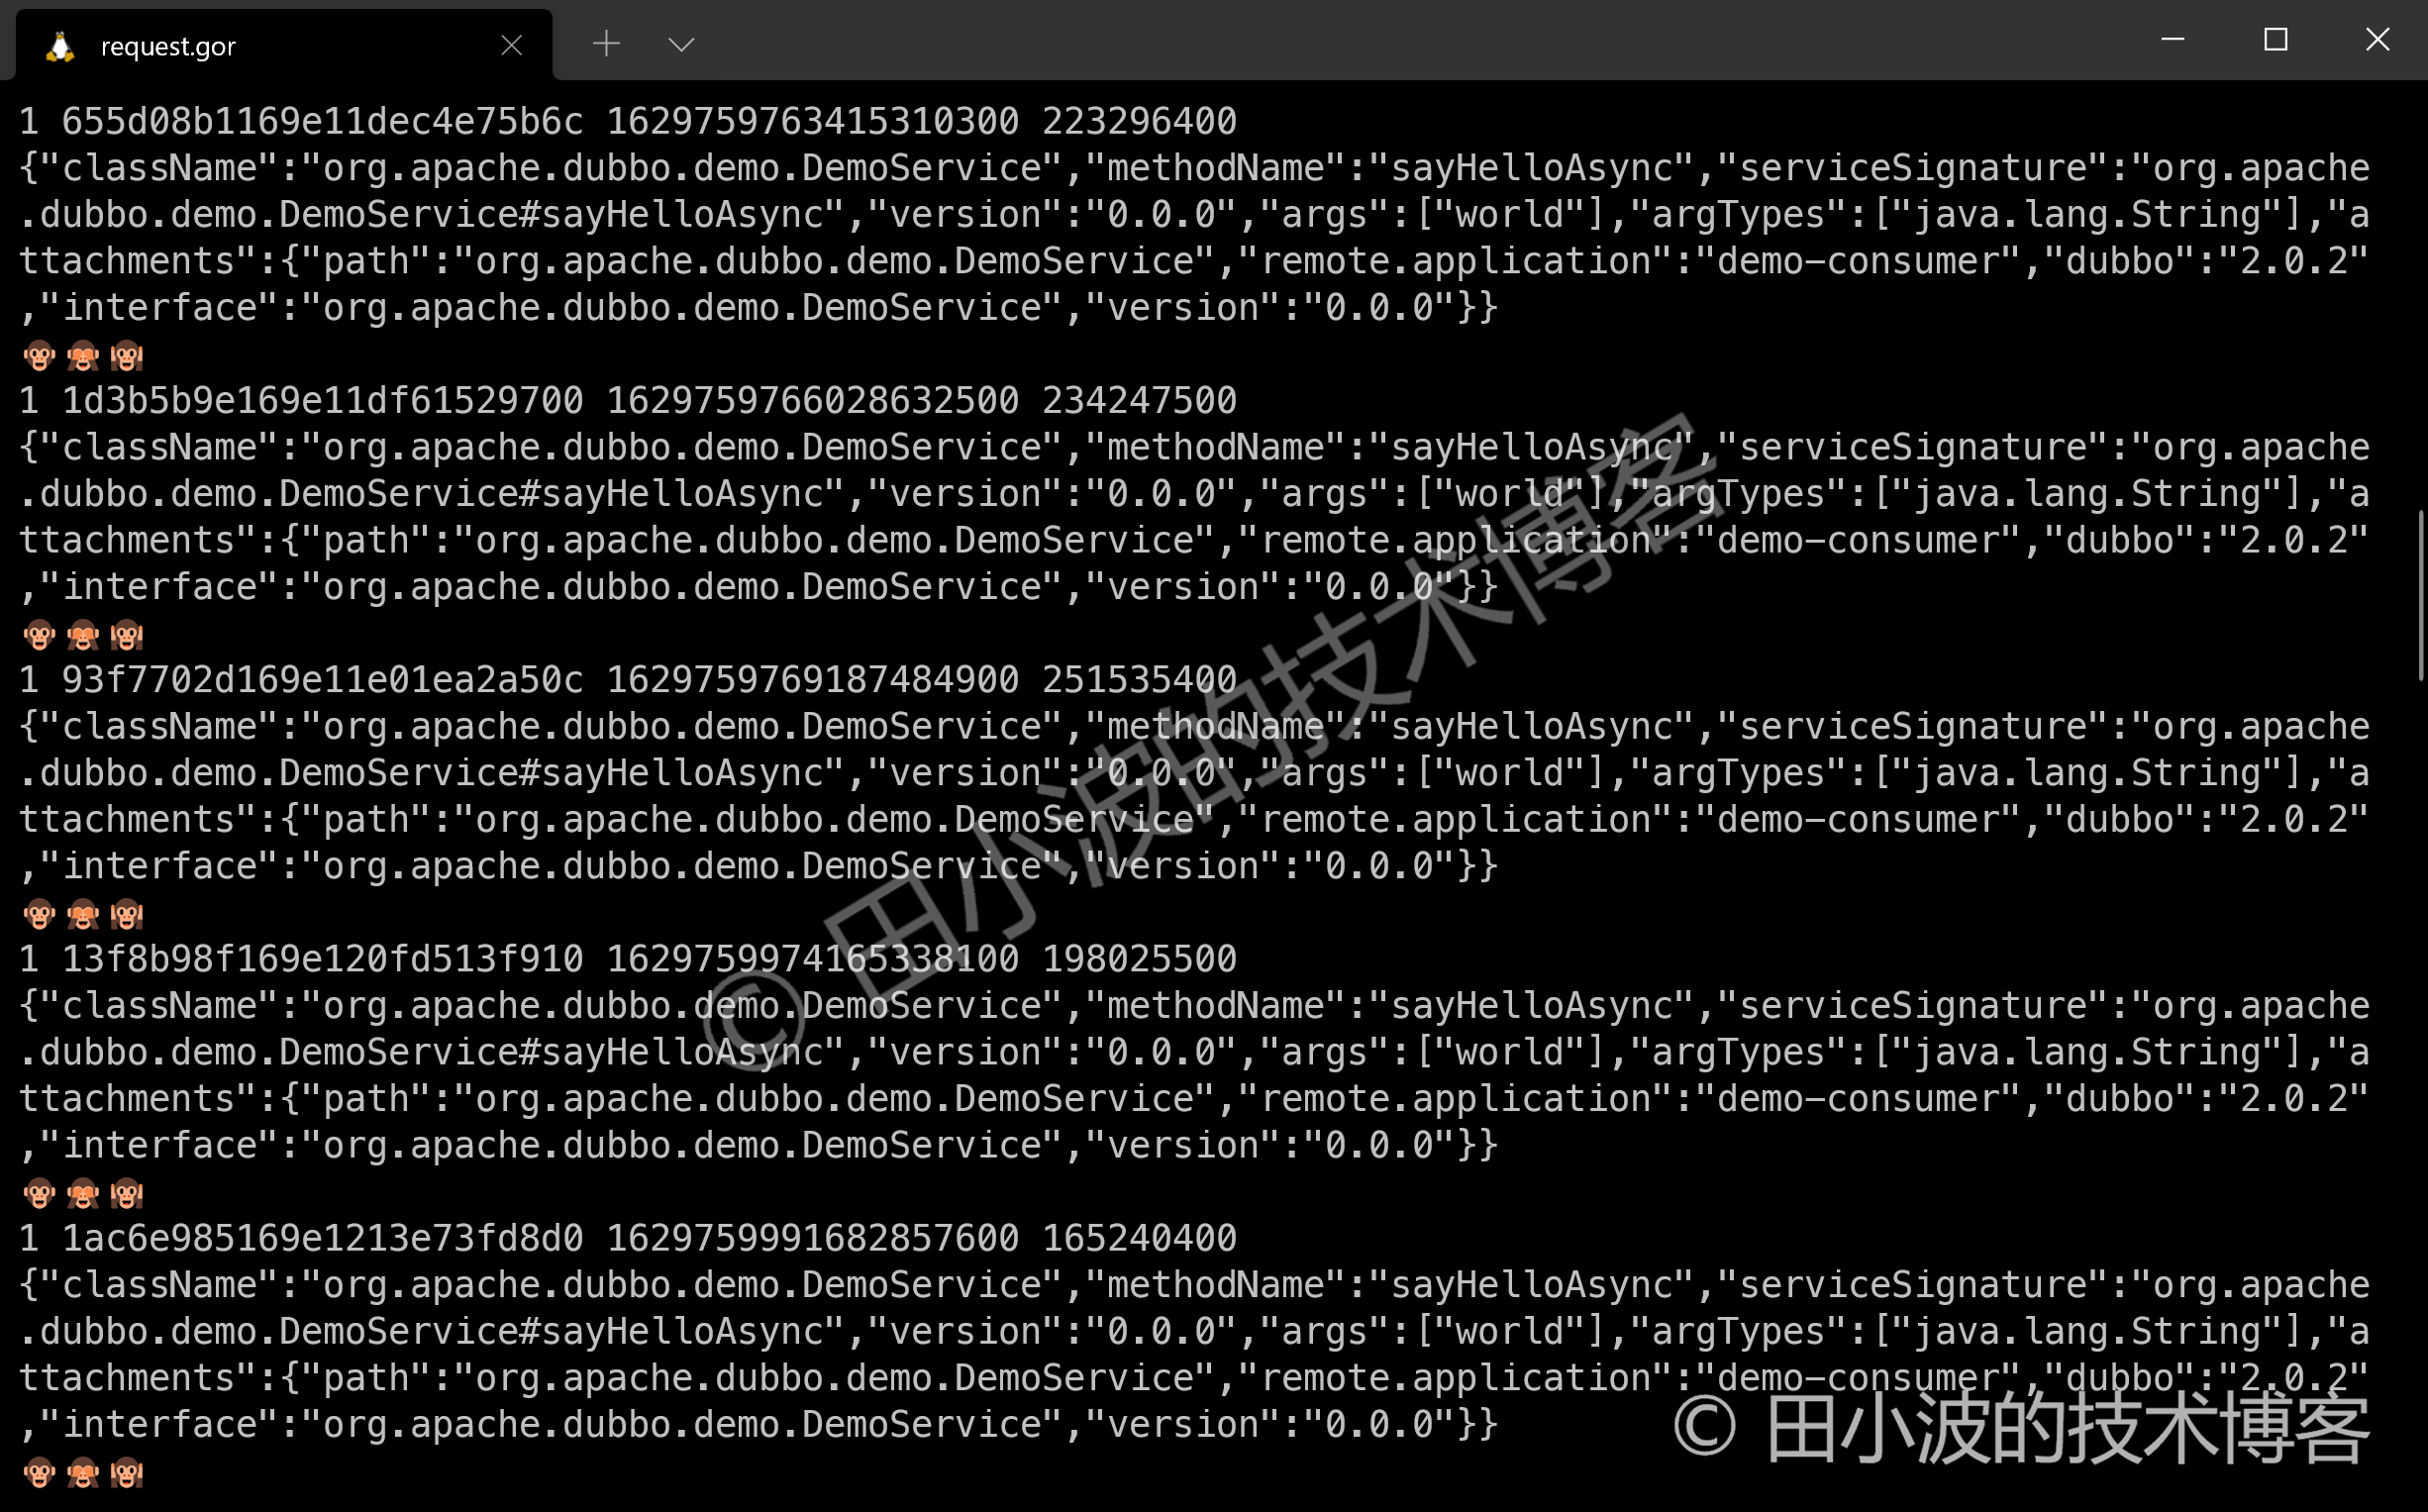 request.gor
1 655d08b1169e11dec4e75b6c 1629759763415310300 223296400
{"className":"org.apache.dubbo.demo.DemoService","methodName":"sayHelloAsync","serviceSignature":"org.apache
.dubbo.demo.DemoService#sayHelloAsync","version":"0.0.0","args":["world"],"argTypes":["java.lang.String"],"a
ttachments":{"path":"org.apache.dubbo.demo.DemoService","remote.application":"demo-consumer","dubbo":"2.0.2"
,"interface":"org.apache.dubbo.demo.DemoService","version":"0.0.0"}}
🐵🙈🙉
1 1d3b5b9e169e11df61529700 1629759766028632500 234247500
{"className":"org.apache.dubbo.demo.DemoService","methodName":"sayHelloAsync","serviceSignature":"org.apache
.dubbo.demo.DemoService#sayHelloAsync","version":"0.0.0","args":["world"],"argTypes":["java.lang.String"],"a
ttachments":{"path":"org.apache.dubbo.demo.DemoService","remote.application":"demo-consumer","dubbo":"2.0.2"
,"interface":"org.apache.dubbo.demo.DemoService","version":"0.0.0"}}
🐵🙈🙉
1 93f7702d169e11e01ea2a50c 1629759769187484900 251535400
{"className":"org.apache.dubbo.demo.DemoService","methodName":"sayHelloAsync","serviceSignature":"org.apache
.dubbo.demo.DemoService#sayHelloAsync","version":"0.0.0","args":["world"],"argTypes":["java.lang.String"],"a
ttachments":{"path":"org.apache.dubbo.demo.DemoService","remote.application":"demo-consumer","dubbo":"2.0.2"
,"interface":"org.apache.dubbo.demo.DemoService","version":"0.0.0"}}
🐵🙈🙉
1 13f8b98f169e120fd513f910 1629759974165338100 198025500
{"className":"org.apache.dubbo.demo.DemoService","methodName":"sayHelloAsync","serviceSignature":"org.apache
.dubbo.demo.DemoService#sayHelloAsync","version":"0.0.0","args":["world"],"argTypes":["java.lang.String"],"a
ttachments":{"path":"org.apache.dubbo.demo.DemoService","remote.application":"demo-consumer","dubbo":"2.0.2"
,"interface":"org.apache.dubbo.demo.DemoService","version":"0.0.0"}}
🐵🙈🙉
1 1ac6e985169e1213e73fd8d0 1629759991682857600 165240400
{"className":"org.apache.dubbo.demo.DemoService","methodName":"sayHelloAsync","serviceSignature":"org.apache
.dubbo.demo.DemoService#sayHelloAsync","version":"0.0.0","args":["world"],"argTypes":["java.lang.String"],"a
ttachments":{"path":"org.apache.dubbo.demo.DemoService","remote.application":"demo-consumer","dubbo":"2.0.2"
,"interface":"org.apache.dubbo.demo.DemoService","version":"0.0.0"}}
🐵🙈🙉
© 田小波的技术博客
© 田小波的技术博客